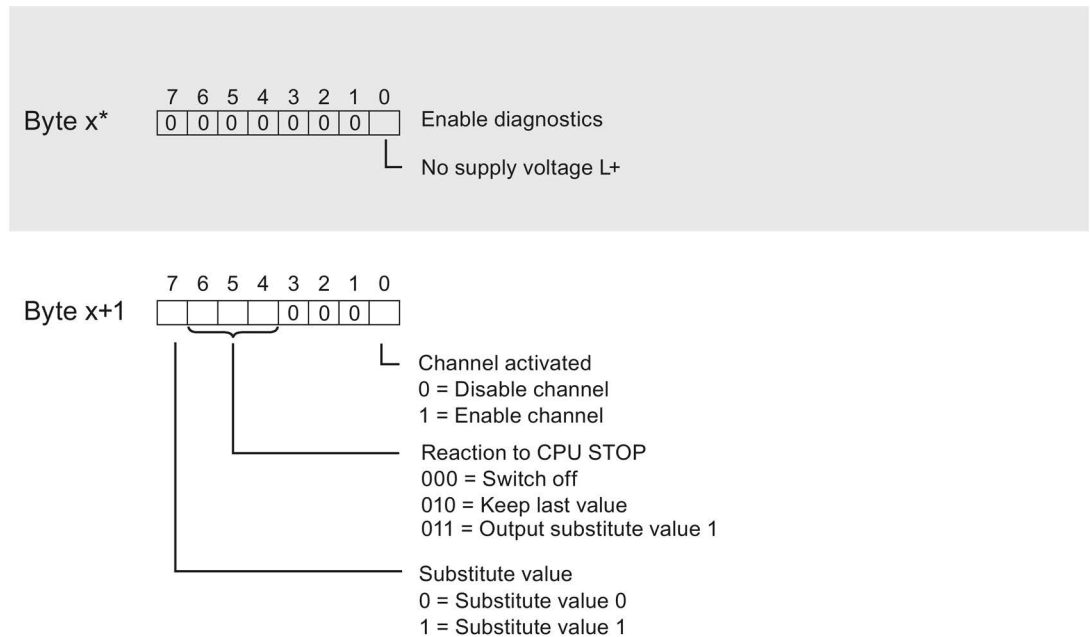 7 6 5 4 3 2 1 0
Byte x* 0 0 0 0 0 0 0 Enable diagnostics
No supply voltage L+
7 6 5 4 3 2 1 0
Byte x+1 0 0 0
Channel activated
0 = Disable channel
1 = Enable channel
Reaction to CPU STOP
000 = Switch off
010 = Keep last value
011 = Output substitute value 1
Substitute value
0 = Substitute value 0
1 = Substitute value 1